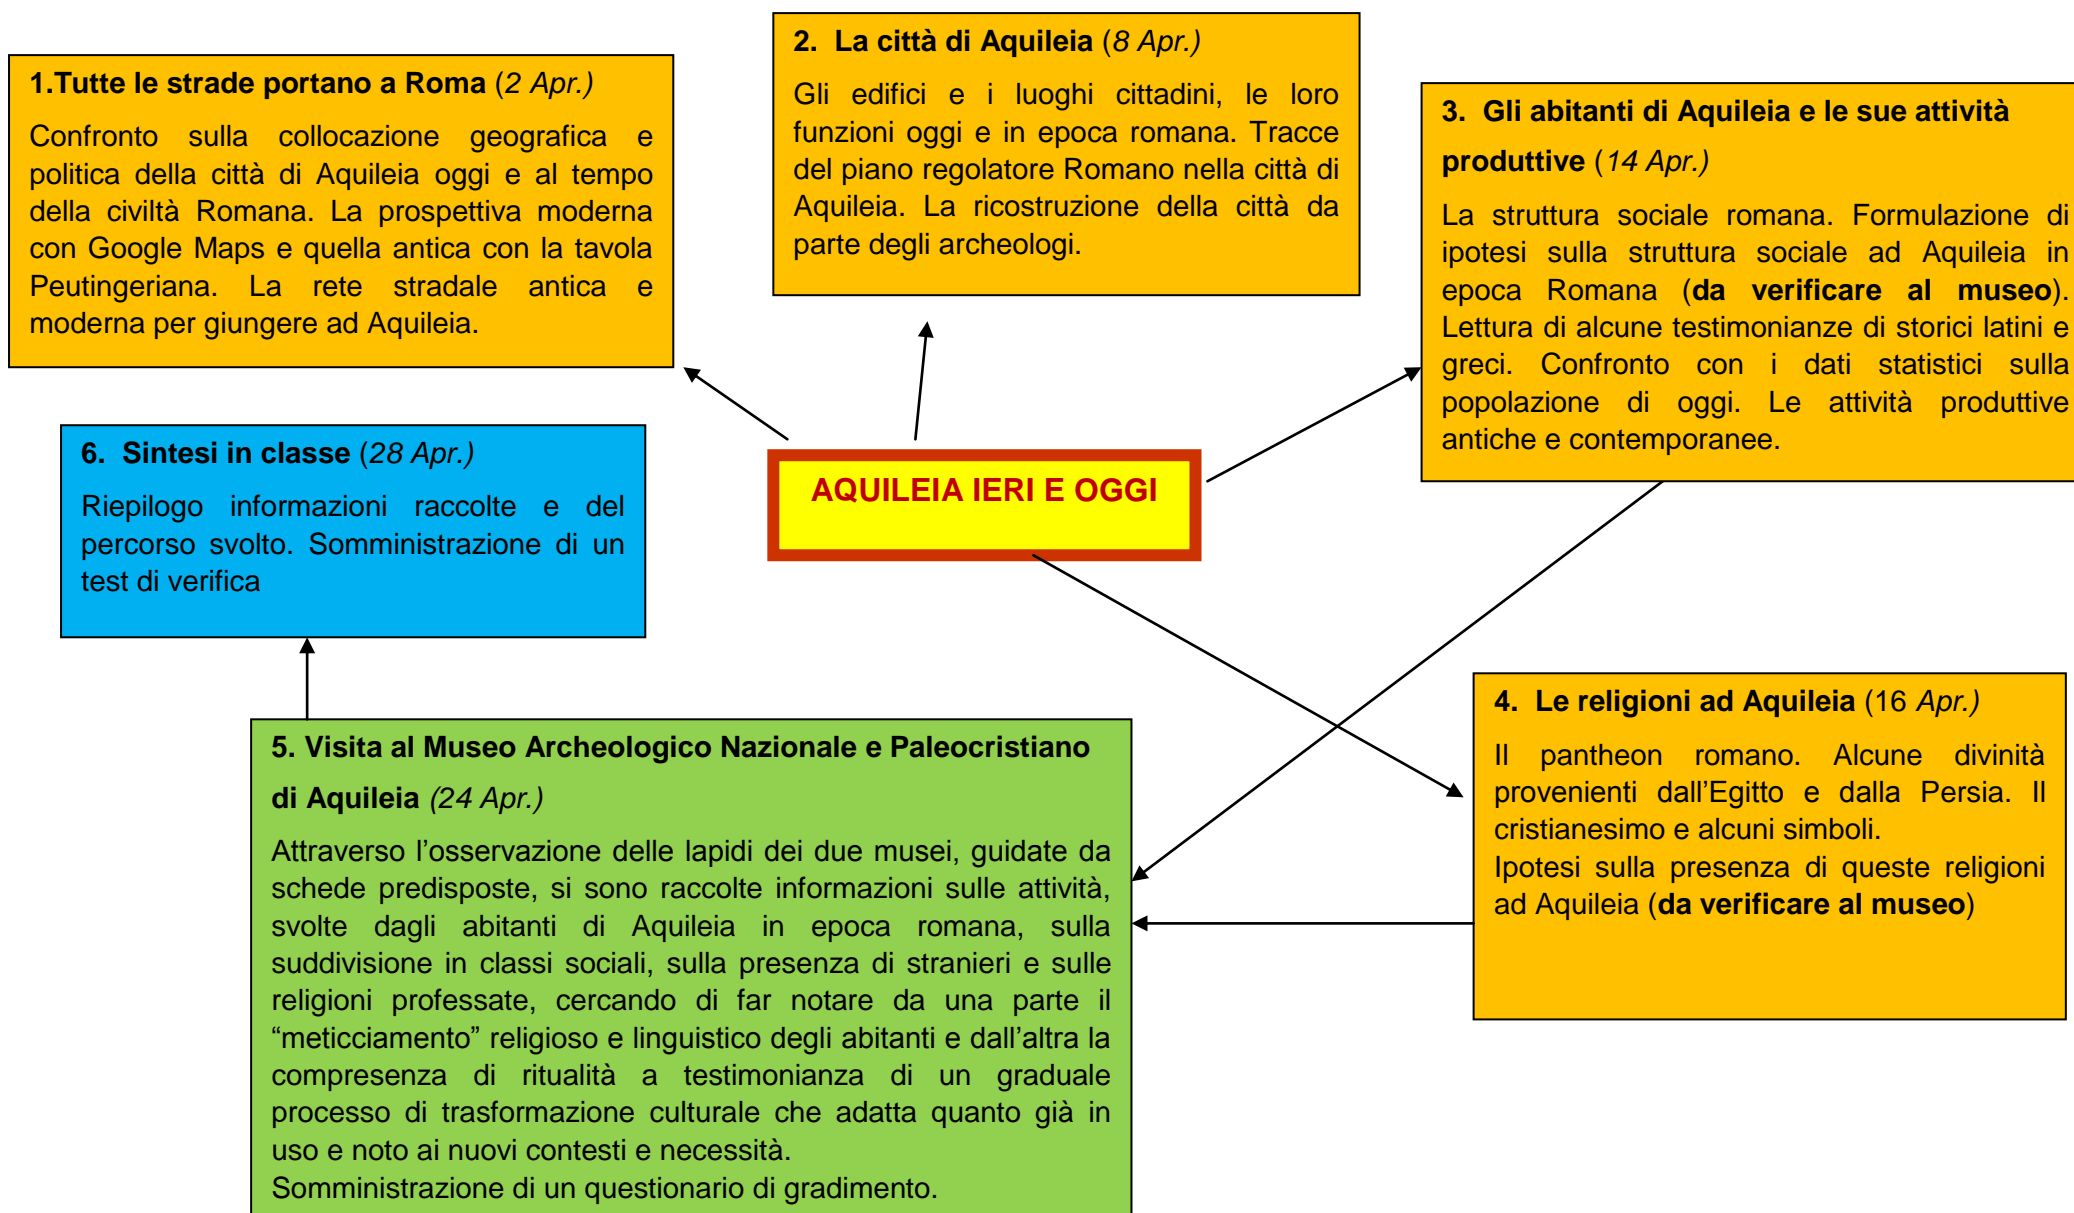 1.Tutte le strade portano a Roma (2 Apr.)
Confronto sulla collocazione geografica e
politica della città di Aquileia oggi e al tempo
della civiltà Romana. La prospettiva moderna
con Google Maps e quella antica con la tavola
Peutingeriana. La rete stradale antica e
moderna per giungere ad Aquileia.
2. La città di Aquileia (8 Apr.)
Gli edifici e i luoghi cittadini, le loro
funzioni oggi e in epoca romana. Tracce
del piano regolatore Romano nella città di
Aquileia. La ricostruzione della città da
parte degli archeologi.
3. Gli abitanti di Aquileia e le sue attività
produttive (14 Apr.)
La struttura sociale romana. Formulazione di
ipotesi sulla struttura sociale ad Aquileia in
epoca Romana (da verificare al museo).
Lettura di alcune testimonianze di storici latini e
greci. Confronto con i dati statistici sulla
popolazione di oggi. Le attività produttive
antiche e contemporanee.
AQUILEIA IERI E OGGI
6. Sintesi in classe (28 Apr.)
Riepilogo informazioni raccolte e del
percorso svolto. Somministrazione di un
test di verifica
4. Le religioni ad Aquileia (16 Apr.)
Il pantheon romano. Alcune divinità
provenienti dall’Egitto e dalla Persia. Il
cristianesimo e alcuni simboli.
Ipotesi sulla presenza di queste religioni
ad Aquileia (da verificare al museo)
5. Visita al Museo Archeologico Nazionale e Paleocristiano
di Aquileia (24 Apr.)
Attraverso l’osservazione delle lapidi dei due musei, guidate da
schede predisposte, si sono raccolte informazioni sulle attività,
svolte dagli abitanti di Aquileia in epoca romana, sulla
suddivisione in classi sociali, sulla presenza di stranieri e sulle
religioni professate, cercando di far notare da una parte il
“meticciamento” religioso e linguistico degli abitanti e dall’altra la
compresenza di ritualità a testimonianza di un graduale
processo di trasformazione culturale che adatta quanto già in
uso e noto ai nuovi contesti e necessità.
Somministrazione di un questionario di gradimento.